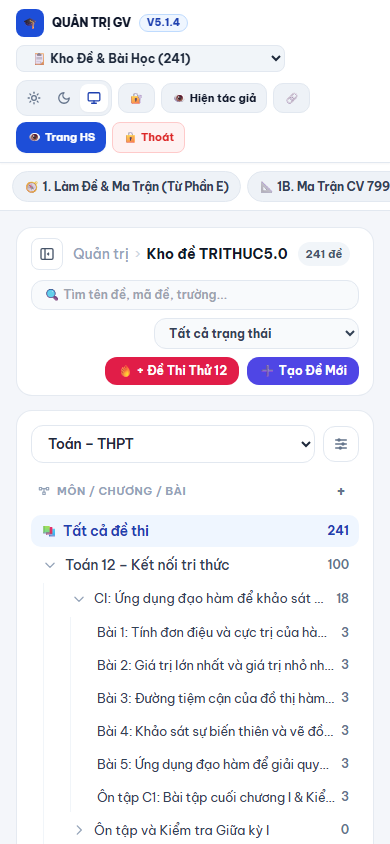 QUẢN TRỊ GV V5.1.4
Kho Đề & Bài Học (241)
Hiện tác giả
Trang HS
Thoát
1. Làm Đề & Ma Trận (Từ Phần E)
1B. Ma Trận CV 799
Quản trị › Kho đề TRITHUC5.0 241 đề
Tìm tên đề, mã đề, trường...
Tất cả trạng thái
+ Đề Thi Thử 12
Tạo Đề Mới
Toán – THPT
MÔN / CHƯƠNG / BÀI +
Tất cả đề thi 241
Toán 12 – Kết nối tri thức 100
CI: Ứng dụng đạo hàm để khảo sát ... 18
Bài 1: Tính đơn điệu và cực trị của hà... 3
Bài 2: Giá trị lớn nhất và giá trị nhỏ nh... 3
Bài 3: Đường tiệm cận của đồ thị hàm... 3
Bài 4: Khảo sát sự biến thiên và vẽ đồ... 3
Bài 5: Ứng dụng đạo hàm để giải quy... 3
Ôn tập C1: Bài tập cuối chương I & Kiể... 3
Ôn tập và Kiểm tra Giữa kỳ I 0